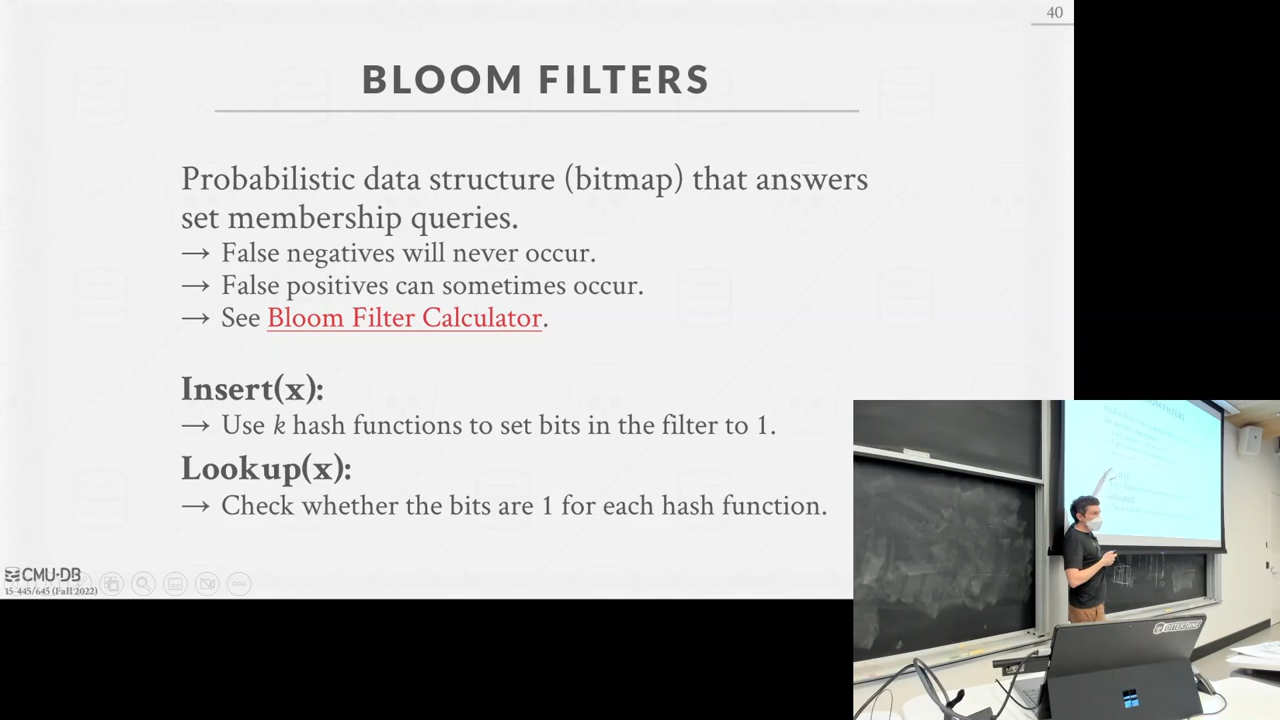 40
BLOOM FILTERS
Probabilistic data structure (bitmap) that answers
set membership queries.
→ False negatives will never occur.
→ False positives can sometimes occur.
→ See Bloom Filter Calculator.
Insert(x):
→ Use k hash functions to set bits in the filter to 1.
Lookup(x):
→ Check whether the bits are 1 for each hash function.
CMU-DB
15-445/645 (Fall 2022)